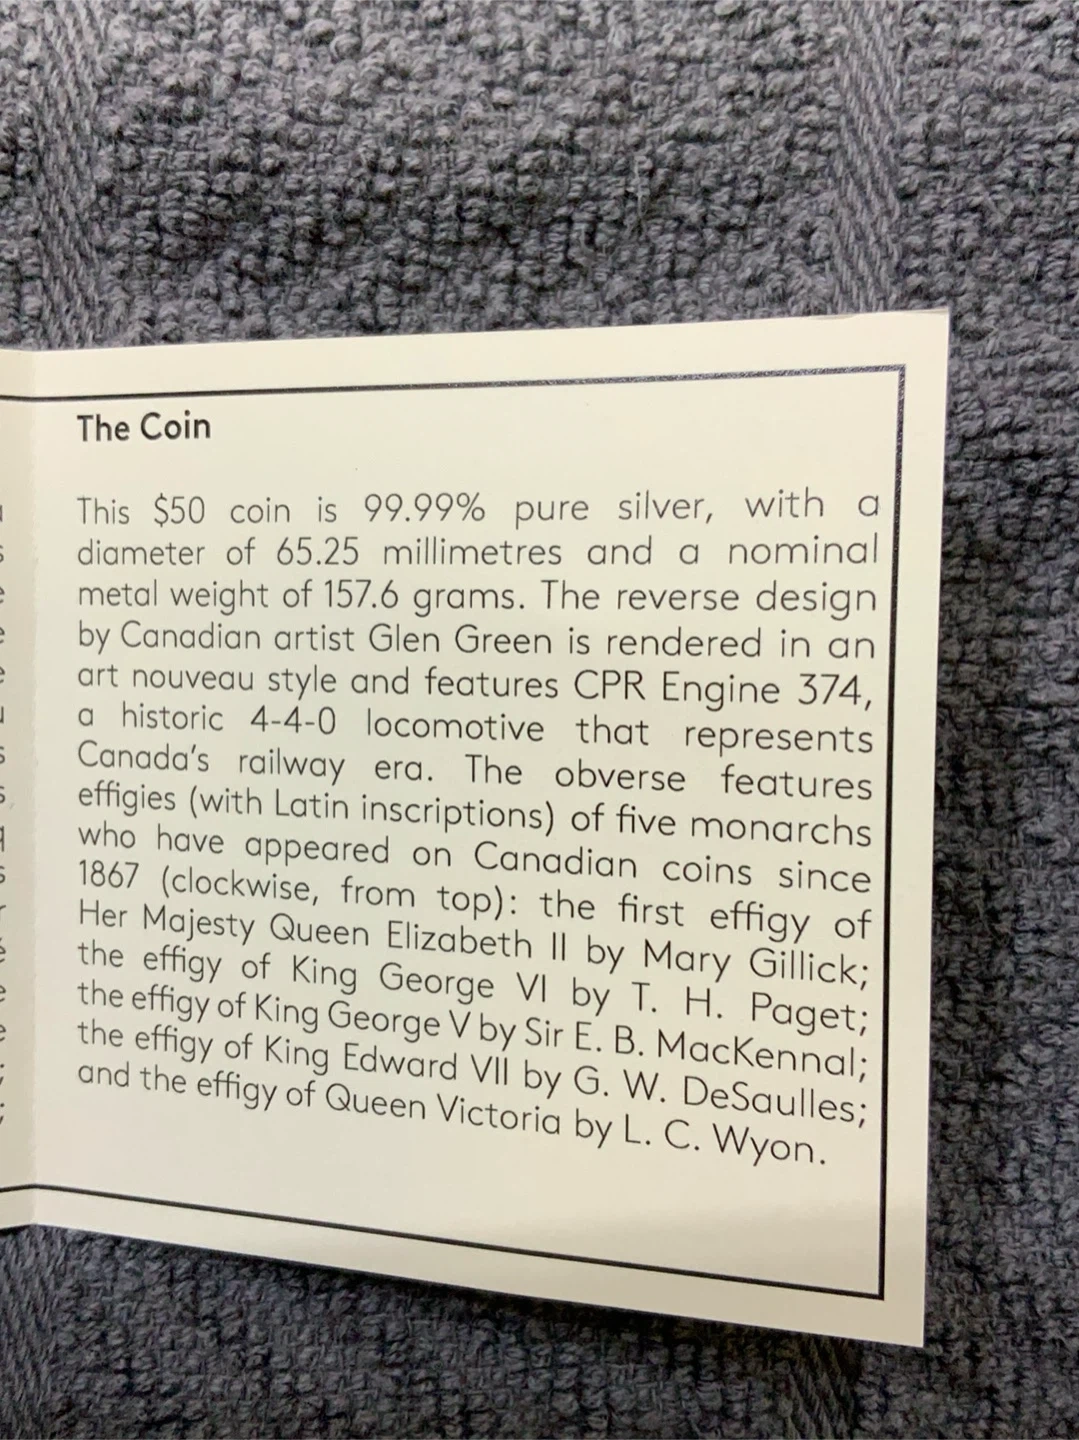 The Coin
This $50 coin is 99.99% pure silver, with a
diameter of 65.25 millimetres and a nominal
metal weight of 157.6 grams. The reverse design
by Canadian artist Glen Green is rendered in an
art nouveau style and features CPR Engine 374,
a historic 4-4-0 locomotive that represents
Canada's railway era. The obverse features
effigies (with Latin inscriptions) of five monarchs
who have appeared on Canadian coins since
1867 (clockwise, from top): the first effigy of
Her Majesty Queen Elizabeth II by Mary Gillick;
the effigy of King George VI by T. H. Paget;
the effigy of King George V by Sir E. B. MacKennal;
the effigy of King Edward VII by G. W. DeSaulles;
and the effigy of Queen Victoria by L. C. Wyon.